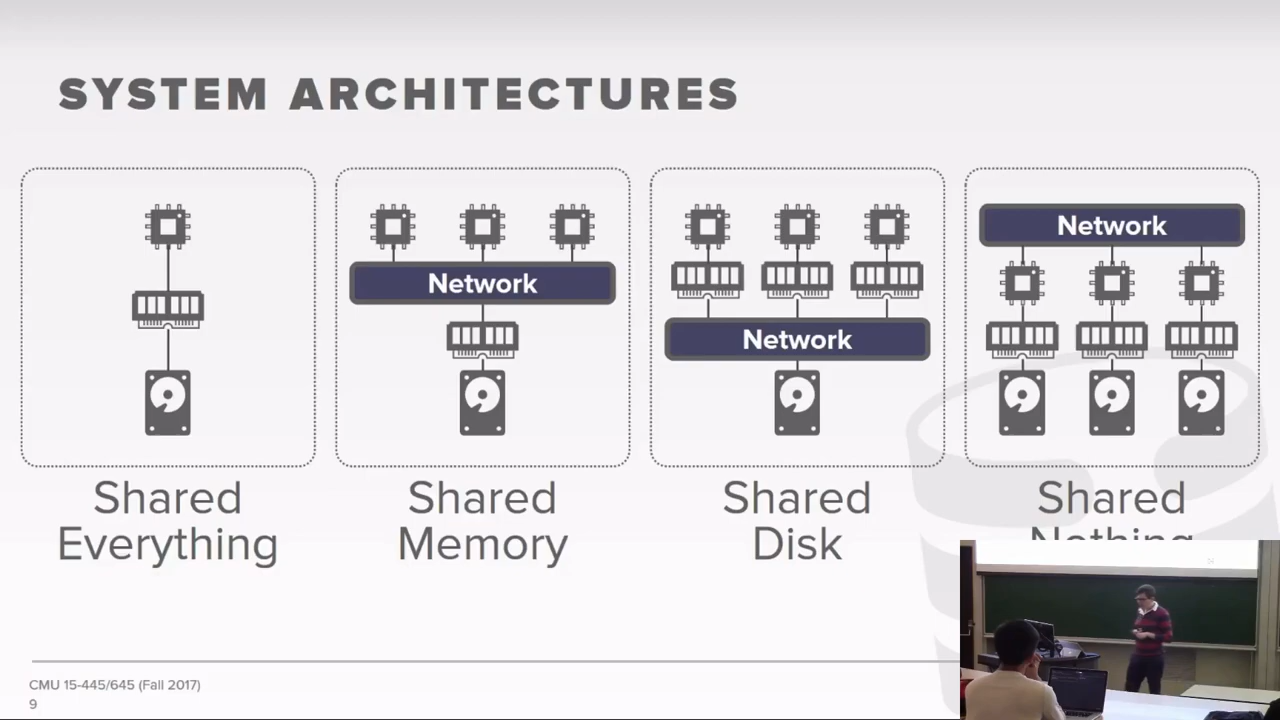 SYSTEM ARCHITECTURES
Network
Network
Network
Shared
Everything
Shared
Memory
Shared
Disk
Shared
Nothing
CMU 15-445/645 (Fall 2017)
9